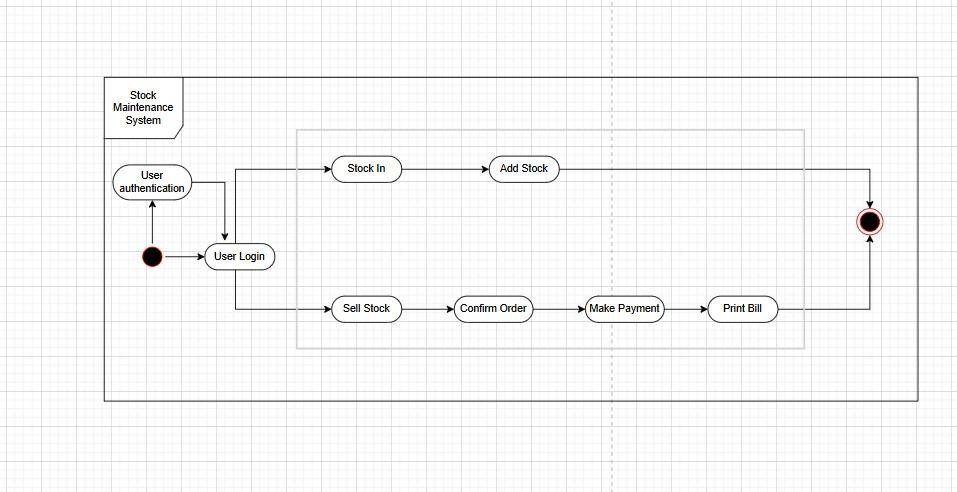 Stock
Maintenance
System
User
authentication
User Login
Stock In
Add Stock
Sell Stock
Confirm Order
Make Payment
Print Bill